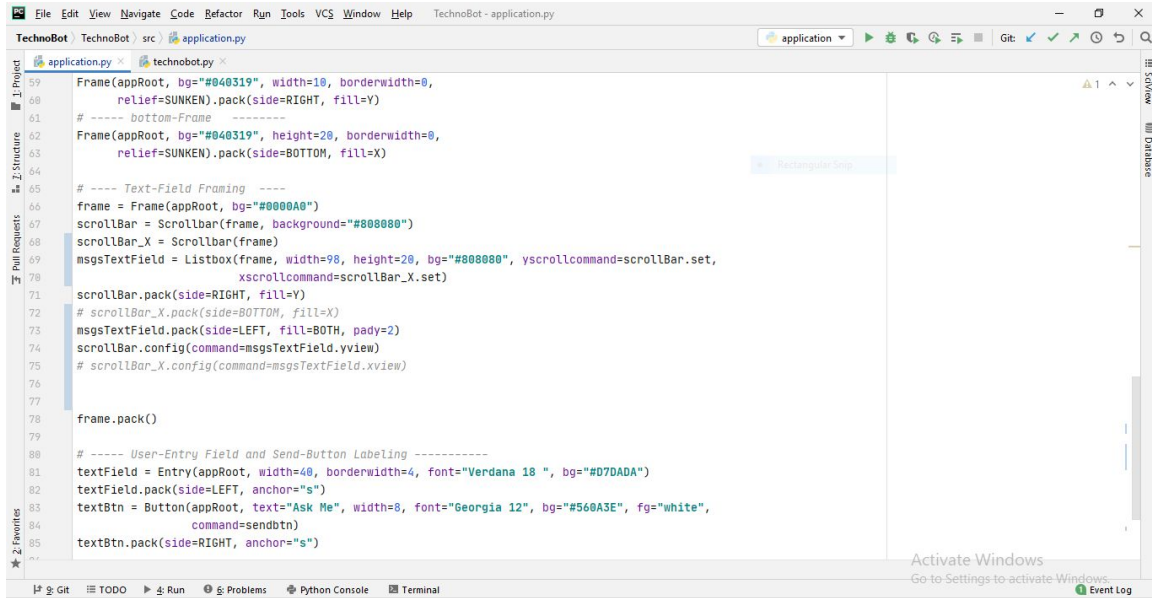 PC File Edit View Navigate Code Refactor Run Tools VCS Window Help TechnoBot - application.py
TechnoBot TechnoBot src application.py application Git:
application.py technobot.py
1: Project
7: Structure
Pull Requests
2: Favorites
59 Frame(appRoot, bg="#040319", width=10, borderwidth=0,
60 relief=SUNKEN).pack(side=RIGHT, fill=Y)
61 # ----- bottom-Frame --------
62 Frame(appRoot, bg="#040319", height=20, borderwidth=0,
63 relief=SUNKEN).pack(side=BOTTOM, fill=X)
64
65 # ---- Text-Field Framing ----
66 frame = Frame(appRoot, bg="#0000A0")
67 scrollBar = Scrollbar(frame, background="#808080")
68 scrollBar_X = Scrollbar(frame)
69 msgsTextField = Listbox(frame, width=98, height=20, bg="#808080", yscrollcommand=scrollBar.set,
70 xscrollcommand=scrollBar_X.set)
71 scrollBar.pack(side=RIGHT, fill=Y)
72 # scrollBar_X.pack(side=BOTTOM, fill=X)
73 msgsTextField.pack(side=LEFT, fill=BOTH, pady=2)
74 scrollBar.config(command=msgsTextField.yview)
75 # scrollBar_X.config(command=msgsTextField.xview)
76
77
78 frame.pack()
79
80 # ----- User-Entry Field and Send-Button Labeling -----------
81 textField = Entry(appRoot, width=40, borderwidth=4, font="Verdana 18 ", bg="#D7DADA")
82 textField.pack(side=LEFT, anchor="s")
83 textBtn = Button(appRoot, text="Ask Me", width=8, font="Georgia 12", bg="#560A3E", fg="white",
84 command=sendbtn)
85 textBtn.pack(side=RIGHT, anchor="s")
1
Rectangular Snip
SciView
Database
Activate Windows
Go to Settings to activate Windows.
9: Git TODO 4: Run 6: Problems Python Console Terminal 1 Event Log